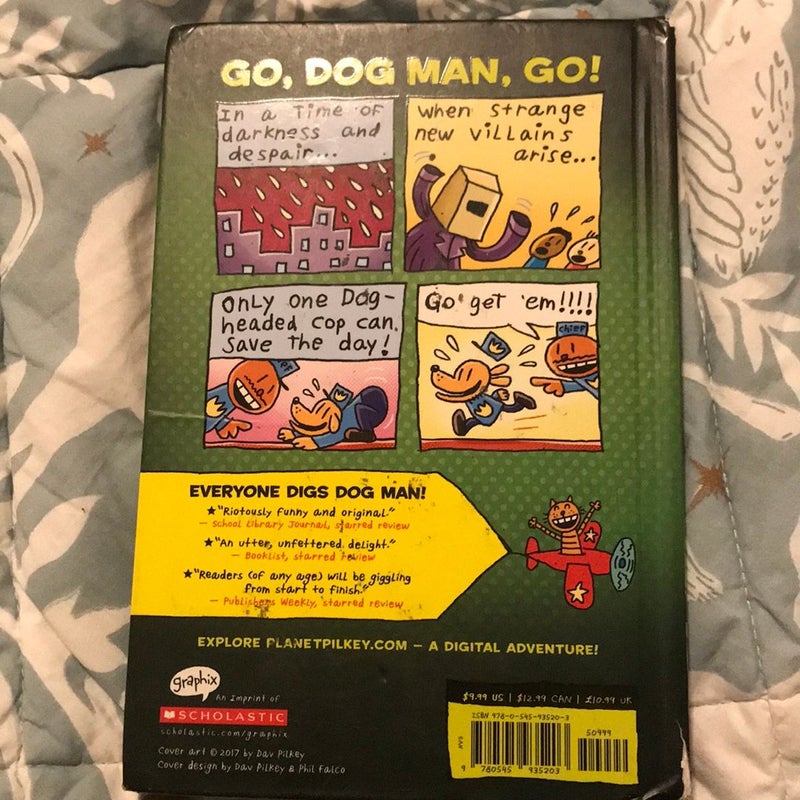 GO, DOG MAN, GO!
In a Time of
darkness and
despair...
When strange
new villains
arise...
Only one Dog-
headed cop can
Save the day!
Go get 'em!!!!
chief
EVERYONE DIGS DOG MAN!
★"Riotously funny and original."
— School Library Journal, starred review
★"An utter, unfettered delight."
— Booklist, starred review
★"Readers (of any age) will be giggling
from start to finish."
— Publishers Weekly, starred review
EXPLORE PLANETPILKEY.COM — A DIGITAL ADVENTURE!
graphix
An Imprint of
SCHOLASTIC
scholastic.com/graphix
Cover art © 2017 by Dav Pilkey
Cover design by Dav Pilkey & Phil Falco
$9.99 US | $12.99 CAN | £10.99 UK
ISBN 978-0-545-93520-3
50999
EAN
9 780545 935203